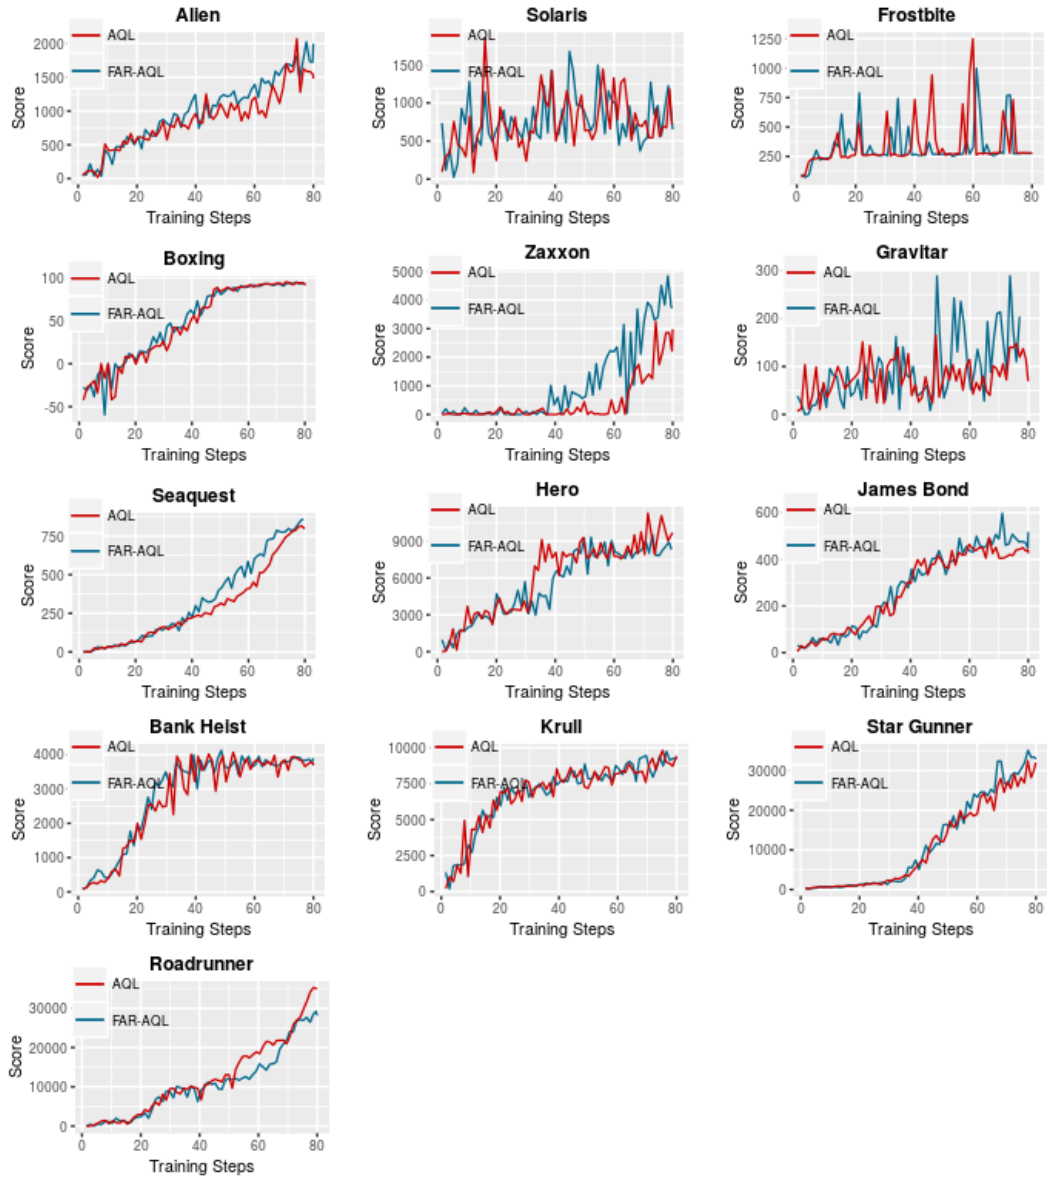 Alien
AQL
FAR-AQL
2000
1500
1000
500
0
Score
0 20 40 60 80
Training Steps
Solaris
AQL
FAR-AQL
1500
1000
500
0
Score
0 20 40 60 80
Training Steps
Frostbite
AQL
FAR-AQL
1250
1000
750
500
250
Score
0 20 40 60 80
Training Steps
Boxing
AQL
FAR-AQL
100
50
0
-50
Score
0 20 40 60 80
Training Steps
Zaxxon
AQL
FAR-AQL
5000
4000
3000
2000
1000
0
Score
0 20 40 60 80
Training Steps
Gravitar
AQL
FAR-AQL
300
200
100
0
Score
0 20 40 60 80
Training Steps
Seaquest
AQL
FAR-AQL
750
500
250
0
Score
0 20 40 60 80
Training Steps
Hero
AQL
FAR-AQL
9000
6000
3000
0
Score
0 20 40 60 80
Training Steps
James Bond
AQL
FAR-AQL
600
400
200
0
Score
0 20 40 60 80
Training Steps
Bank Heist
AQL
FAR-AQL
4000
3000
2000
1000
0
Score
0 20 40 60 80
Training Steps
Krull
AQL
FAR-AQL
10000
7500
5000
2500
0
Score
0 20 40 60 80
Training Steps
Star Gunner
AQL
FAR-AQL
30000
20000
10000
0
Score
0 20 40 60 80
Training Steps
Roadrunner
AQL
FAR-AQL
30000
20000
10000
0
Score
0 20 40 60 80
Training Steps